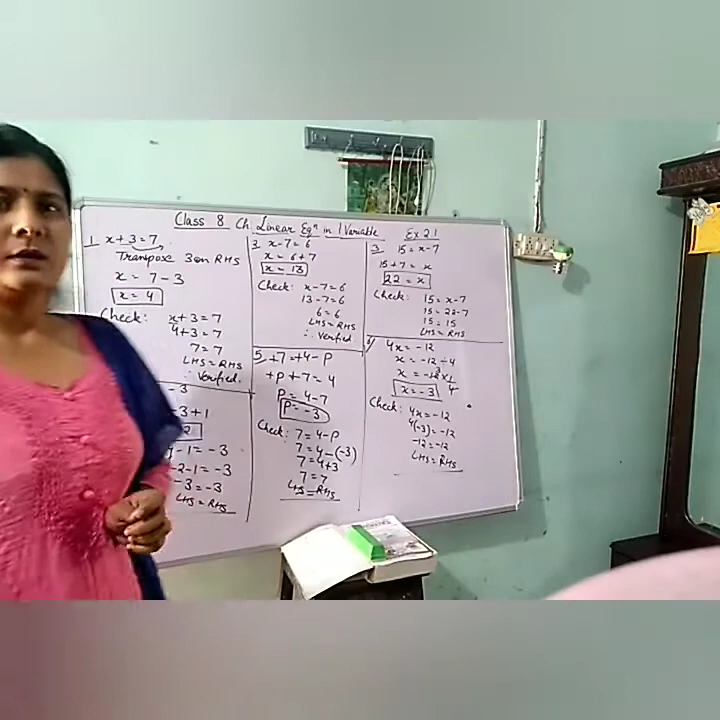 Class 8 Ch. Linear Eqn in 1 Variable Ex 2.1
1. x + 3 = 7
Transpose 3 on RHS
x = 7 - 3
x = 4
Check: x + 3 = 7
4 + 3 = 7
7 = 7
LHS = RHS
∴ Verified.
- 3
- 3 + 1
2
y - 1 = - 3
- 2 - 1 = - 3
- 3 = - 3
LHS = RHS
x - 7 = 6
x = 6 + 7
x = 13
Check: x - 7 = 6
13 - 7 = 6
6 = 6
LHS = RHS
∴ Verified.
5. +7 = +4 - P
+P + 7 = 4
P = 4 - 7
P = - 3
Check: 7 = 4 - P
7 = 4 - (-3)
7 = 4 + 3
7 = 7
LHS = RHS
3. 15 = x - 7
15 + 7 = x
22 = x
Check: 15 = x - 7
15 = 22 - 7
15 = 15
LHS = RHS
4x = - 12
x = - 12 ÷ 4
x = - 12 × 1/4
x = - 3
Check: 4x = - 12
4(-3) = - 12
- 12 = - 12
LHS = RHS